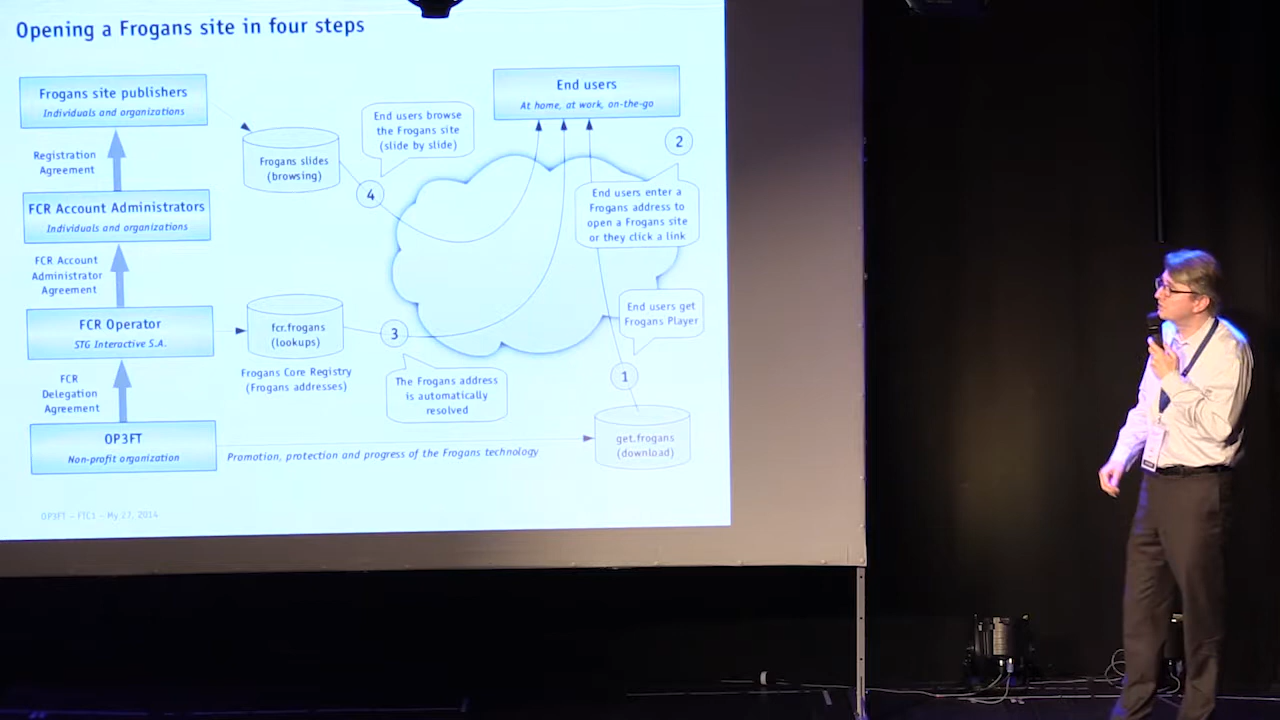 Opening a Frogans site in four steps
Frogans site publishers
Individuals and organizations
Registration
Agreement
FCR Account Administrators
Individuals and organizations
FCR Account
Administrator
Agreement
FCR Operator
STG Interactive S.A.
FCR
Delegation
Agreement
OP3FT
Non-profit organization
Frogans slides
(browsing)
End users browse
the Frogans site
(slide by slide)
4
End users
At home, at work, on-the-go
2
End users enter a
Frogans address to
open a Frogans site
or they click a link
fcr.frogans
(lookups)
Frogans Core Registry
(Frogans addresses)
3
The Frogans address
is automatically
resolved
End users get
Frogans Player
1
get.frogans
(download)
Promotion, protection and progress of the Frogans technology
OP3FT – FTC1 – My 27, 2014